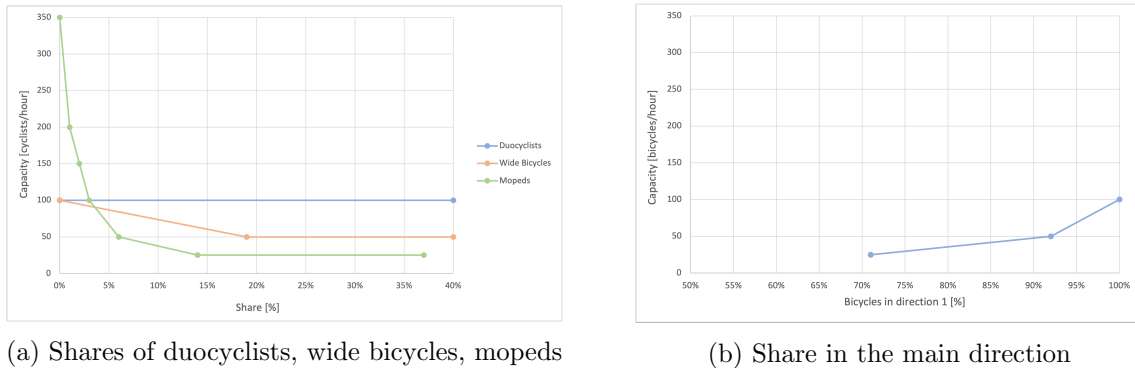 350
300
250
200
150
100
50
0
Capacity [cyclists/hour]
0% 5% 10% 15% 20% 25% 30% 35% 40%
Share [%]
Duocyclists
Wide Bicycles
Mopeds
(a) Shares of duocyclists, wide bicycles, mopeds
350
300
250
200
150
100
50
0
Capacity [bicycles/hour]
50% 55% 60% 65% 70% 75% 80% 85% 90% 95% 100%
Bicycles in direction 1 [%]
(b) Share in the main direction